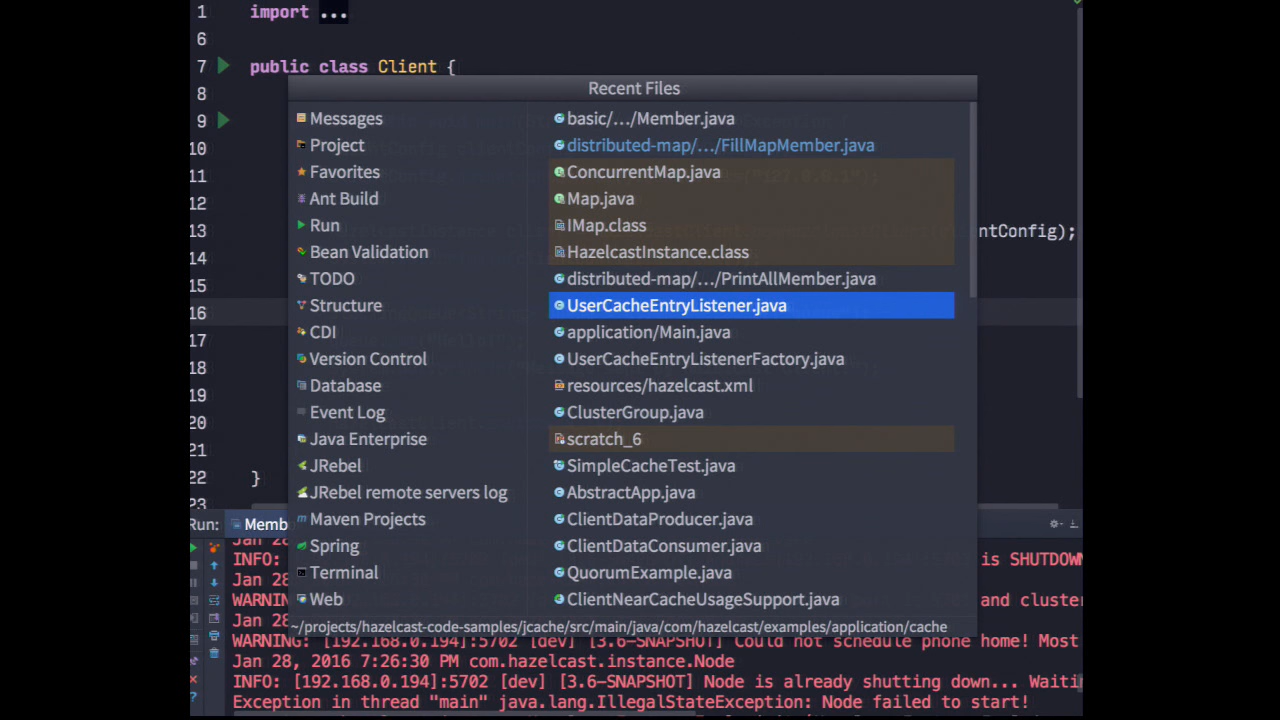 1 import ...
6
7 public class Client {
8
9
10
11
12
13 ntConfig);
14
15
16
17
18
19
20
21
22 }
23
Recent Files
Messages
Project
Favorites
Ant Build
Run
Bean Validation
TODO
Structure
CDI
Version Control
Database
Event Log
Java Enterprise
JRebel
JRebel remote servers log
Maven Projects
Spring
Terminal
Web
basic/.../Member.java
distributed-map/.../FillMapMember.java
ConcurrentMap.java
Map.java
IMap.class
HazelcastInstance.class
distributed-map/.../PrintAllMember.java
UserCacheEntryListener.java
application/Main.java
UserCacheEntryListenerFactory.java
resources/hazelcast.xml
ClusterGroup.java
scratch_6
SimpleCacheTest.java
AbstractApp.java
ClientDataProducer.java
ClientDataConsumer.java
QuorumExample.java
ClientNearCacheUsageSupport.java
~/projects/hazelcast-code-samples/jcache/src/main/java/com/hazelcast/examples/application/cache
Run: Memb
Jan 28
INFO: is SHUTDOWN
Jan 28
WARNIN and cluster
Jan 28
WARNING: [192.168.0.194]:5702 [dev] [3.6-SNAPSHOT] Could not schedule phone home! Most
Jan 28, 2016 7:26:30 PM com.hazelcast.instance.Node
INFO: [192.168.0.194]:5702 [dev] [3.6-SNAPSHOT] Node is already shutting down... Waitin
Exception in thread "main" java.lang.IllegalStateException: Node failed to start!